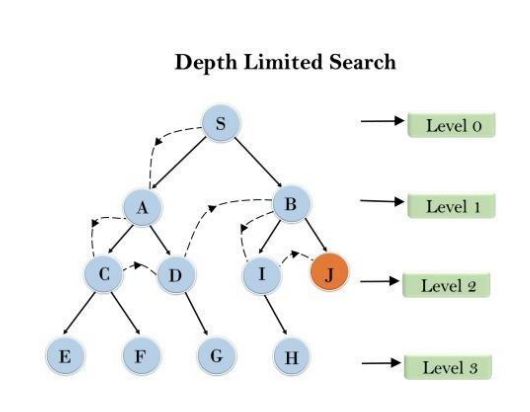 Depth Limited Search
S
Level 0
A
B
Level 1
C
D
I
J
Level 2
E
F
G
H
Level 3